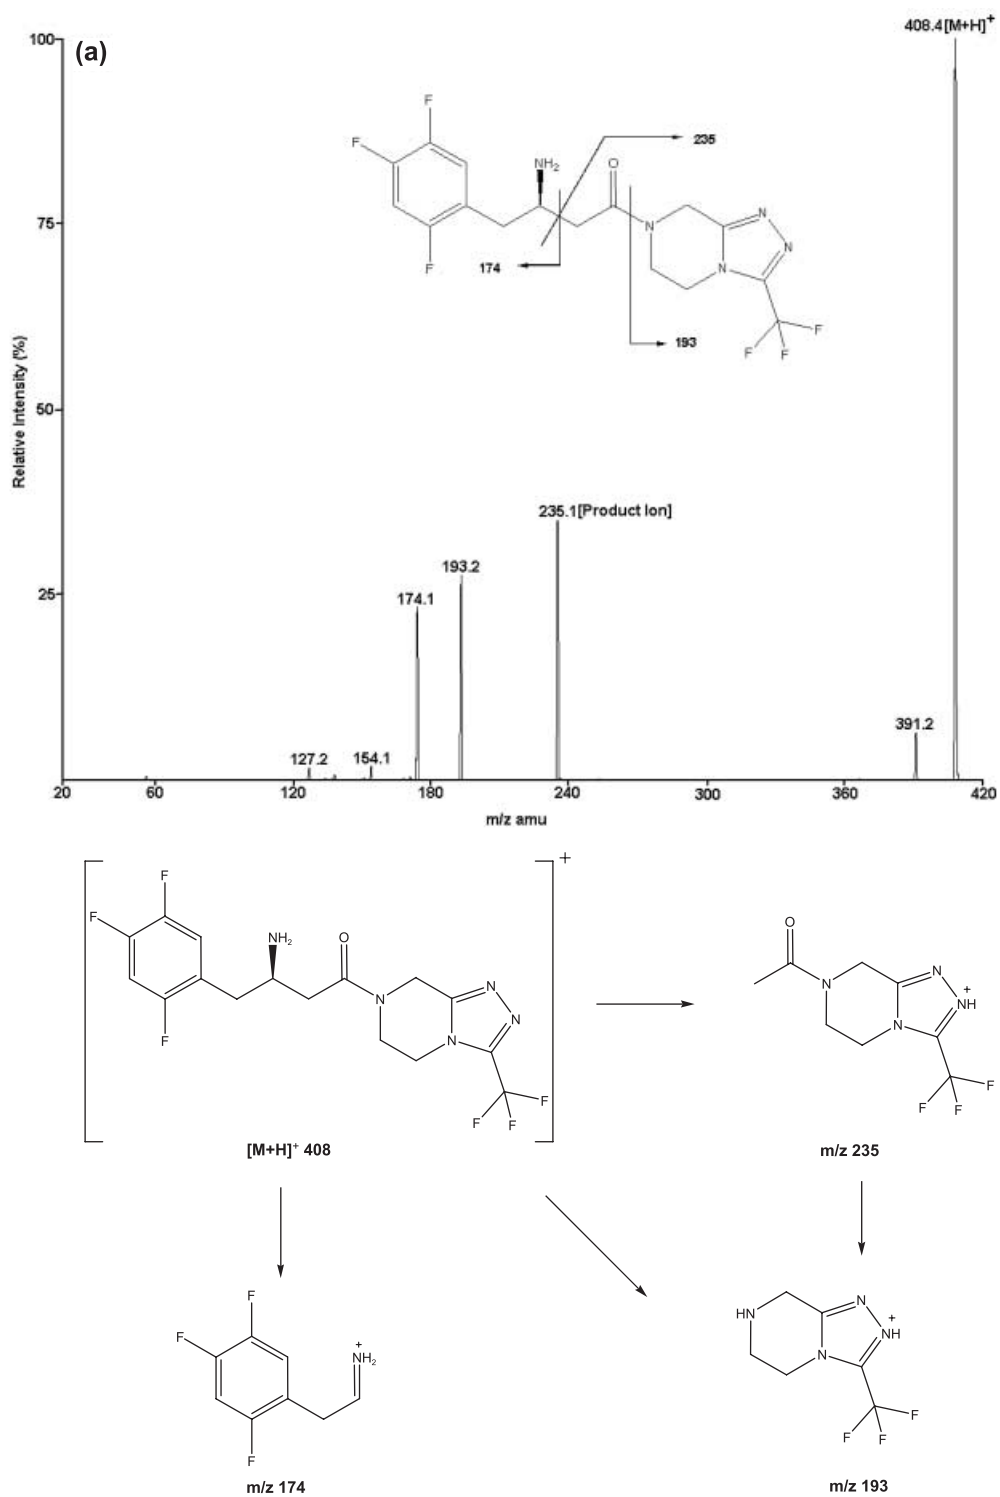 408.4[M+H]+
(a)
100
75
50
25
Relative Intensity (%)
F
F
F
NH2
O
N
N
N
N
F
F
F
235
174
193
235.1[Product Ion]
193.2
174.1
127.2
154.1
391.2
20
60
120
180
240
300
360
420
m/z amu
+
F
F
F
NH2
O
N
N
N
N
F
F
F
[M+H]+ 408
O
N
N
N
NH
+
F
F
F
m/z 235
F
F
F
NH2
+
m/z 174
HN
N
N
NH
+
F
F
F
m/z 193